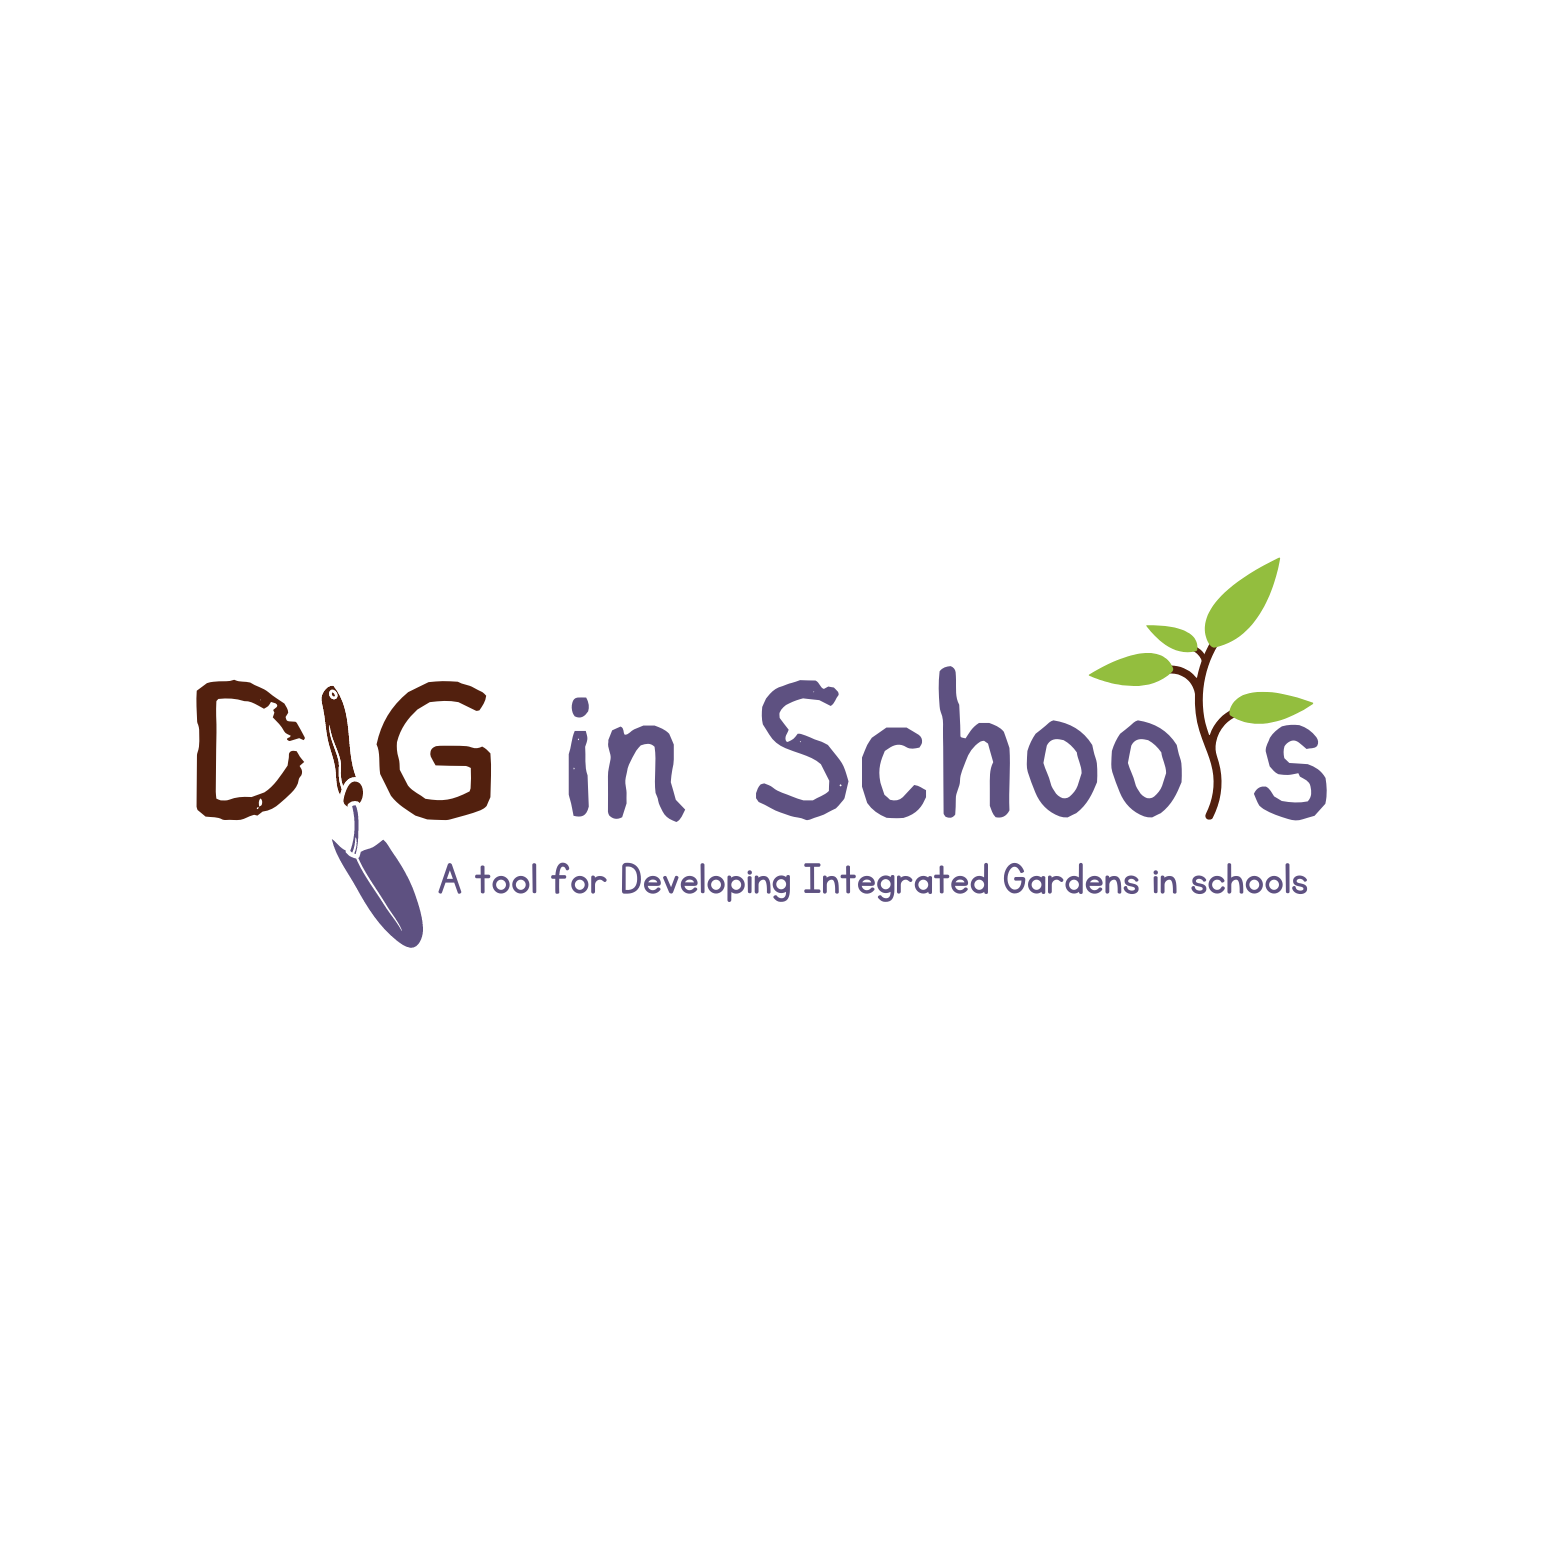 DIG in Schools
A tool for Developing Integrated Gardens in schools